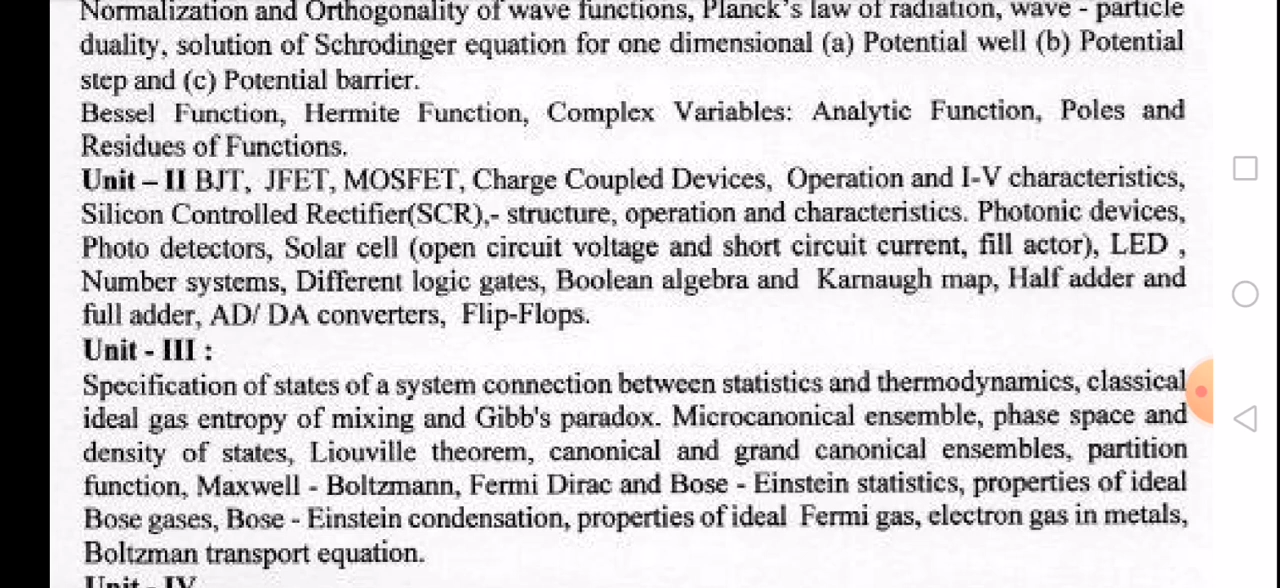 Normalization and Orthogonality of wave functions, Planck's law of radiation, wave - particle
duality, solution of Schrodinger equation for one dimensional (a) Potential well (b) Potential
step and (c) Potential barrier.
Bessel Function, Hermite Function, Complex Variables: Analytic Function, Poles and
Residues of Functions.
Unit – II BJT, JFET, MOSFET, Charge Coupled Devices, Operation and I-V characteristics,
Silicon Controlled Rectifier(SCR),- structure, operation and characteristics. Photonic devices,
Photo detectors, Solar cell (open circuit voltage and short circuit current, fill actor), LED ,
Number systems, Different logic gates, Boolean algebra and Karnaugh map, Half adder and
full adder, AD/ DA converters, Flip-Flops.
Unit - III :
Specification of states of a system connection between statistics and thermodynamics, classical
ideal gas entropy of mixing and Gibb's paradox. Microcanonical ensemble, phase space and
density of states, Liouville theorem, canonical and grand canonical ensembles, partition
function, Maxwell - Boltzmann, Fermi Dirac and Bose - Einstein statistics, properties of ideal
Bose gases, Bose - Einstein condensation, properties of ideal Fermi gas, electron gas in metals,
Boltzman transport equation.
Unit - IV